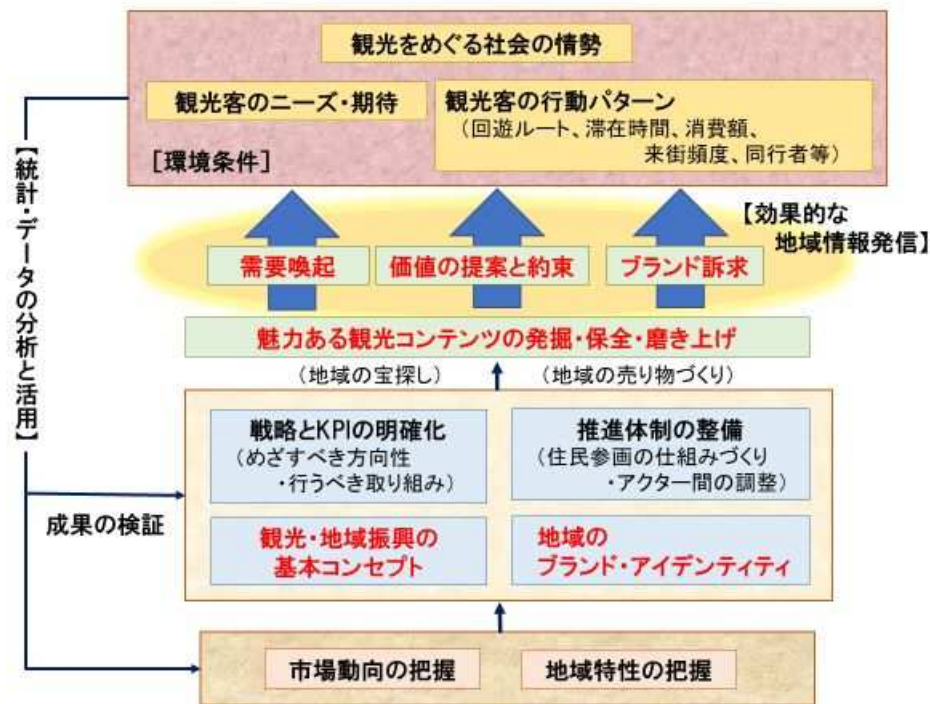 観光をめぐる社会の情勢
観光客のニーズ・期待
観光客の行動パターン
（回遊ルート、滞在時間、消費額、
来街頻度、同行者等）
［環境条件］
【統計・データの分析と活用】
【効果的な
地域情報発信】
需要喚起
価値の提案と約束
ブランド訴求
魅力ある観光コンテンツの発掘・保全・磨き上げ
（地域の宝探し）
（地域の売り物づくり）
戦略とKPIの明確化
（めざすべき方向性
・行うべき取り組み）
推進体制の整備
（住民参画の仕組みづくり
・アクター間の調整）
成果の検証
観光・地域振興の
基本コンセプト
地域の
ブランド・アイデンティティ
市場動向の把握
地域特性の把握